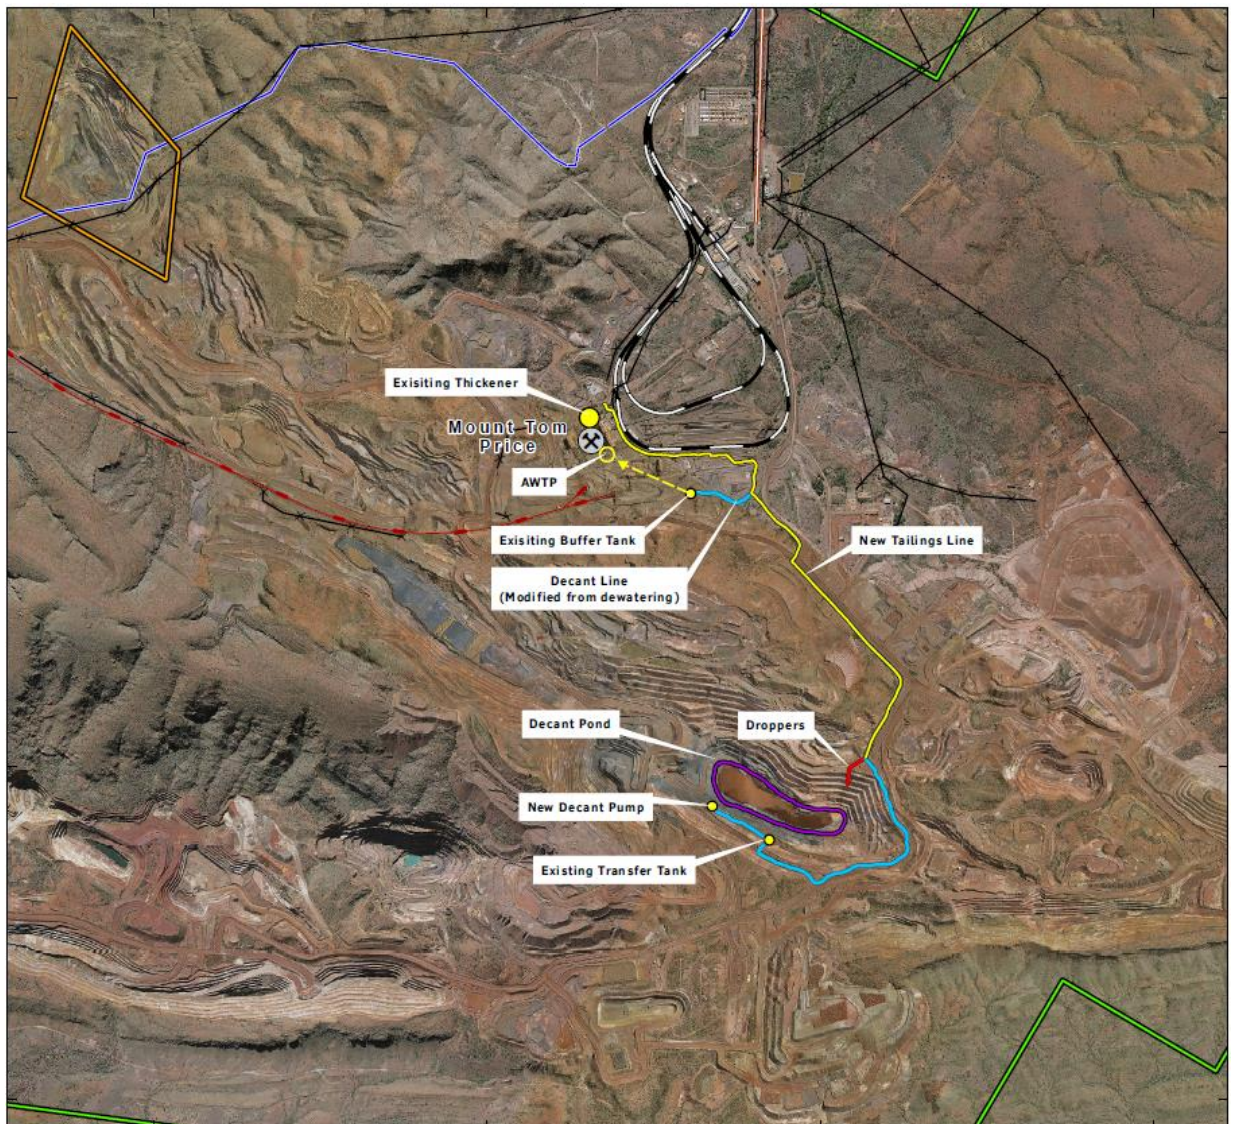 Exisiting Thickener
Mount Tom
Price
AWTP
Exisiting Buffer Tank
New Tailings Line
Decant Line
(Modified from dewatering)
Decant Pond
Droppers
New Decant Pump
Existing Transfer Tank